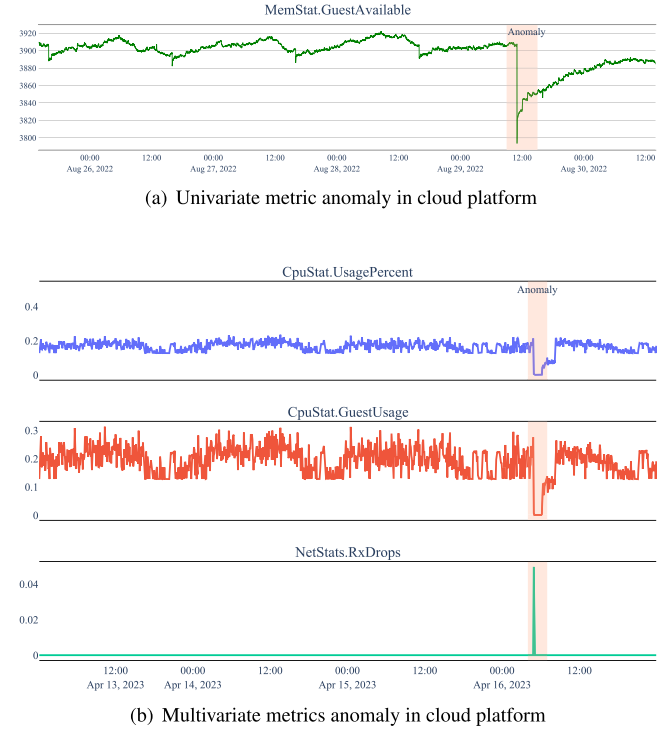 MemStat.GuestAvailable
3920
3900
3880
3860
3840
3820
3800
Anomaly
00:00 12:00 00:00 12:00 00:00 12:00 00:00 12:00 00:00 12:00
Aug 26, 2022 Aug 27, 2022 Aug 28, 2022 Aug 29, 2022 Aug 30, 2022
(a) Univariate metric anomaly in cloud platform
CpuStat.UsagePercent
Anomaly
0.4
0.2
0
CpuStat.GuestUsage
0.3
0.2
0.1
0
NetStats.RxDrops
0.04
0.02
0
12:00 00:00 12:00 00:00 12:00 00:00 12:00
Apr 13, 2023 Apr 14, 2023 Apr 15, 2023 Apr 16, 2023
(b) Multivariate metrics anomaly in cloud platform